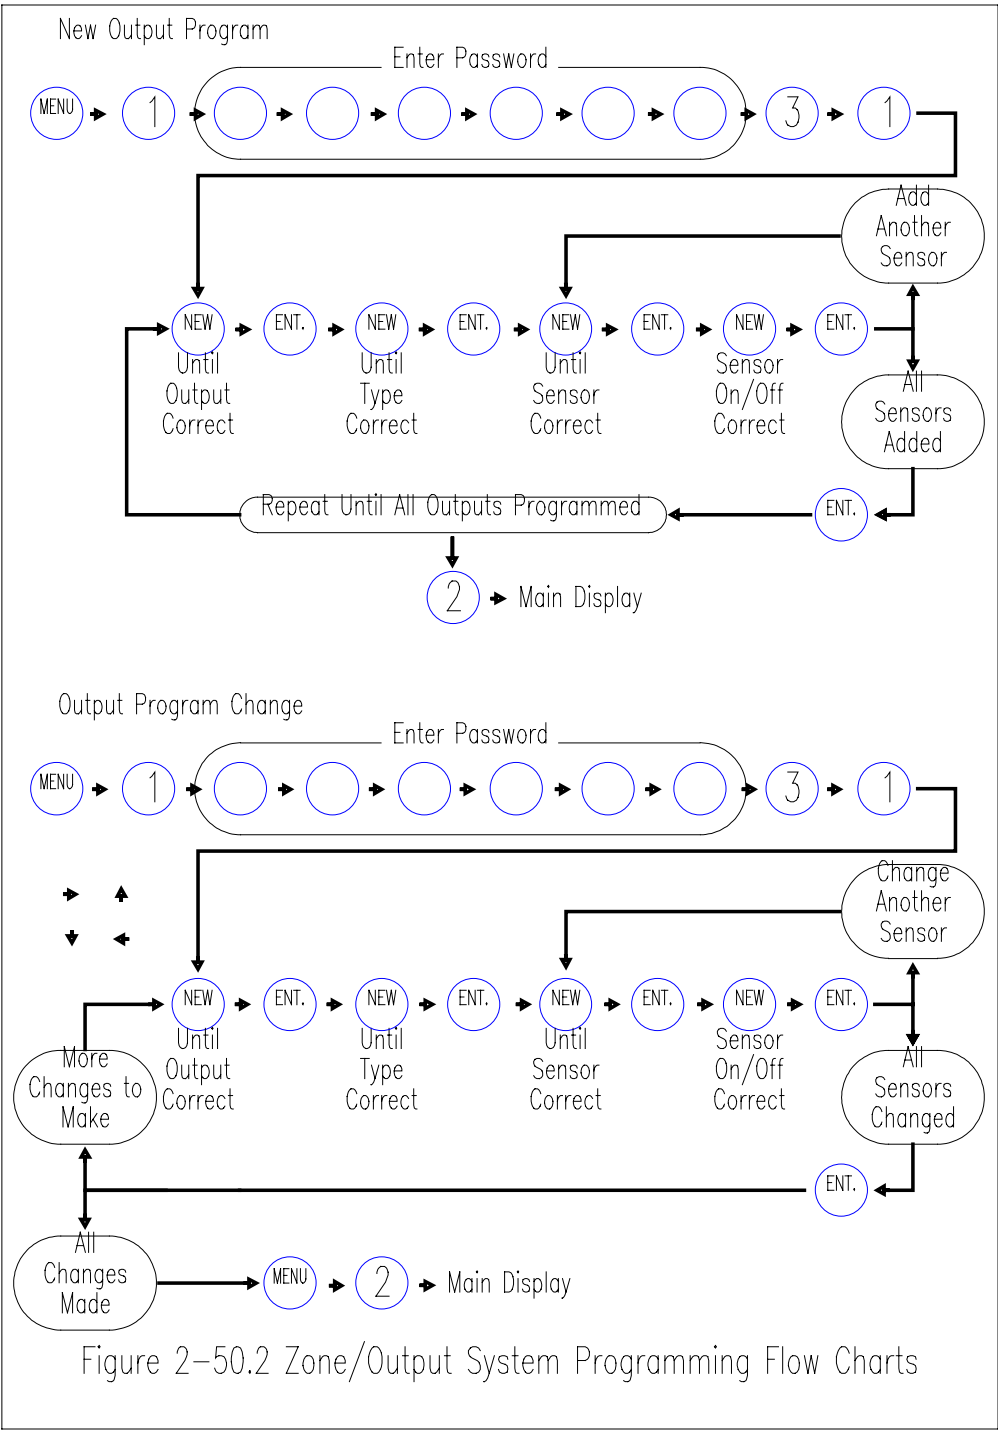 New Output Program
Enter Password
MENU 1 3 1
Add
Another
Sensor
NEW ENT. NEW ENT. NEW ENT. NEW ENT.
Until
Output
Correct
Until
Type
Correct
Until
Sensor
Correct
Sensor
On/Off
Correct
All
Sensors
Added
Repeat Until All Outputs Programmed
ENT.
2 Main Display
Output Program Change
Enter Password
MENU 1 3 1
Change
Another
Sensor
NEW ENT. NEW ENT. NEW ENT. NEW ENT.
More
Changes to
Make
Until
Output
Correct
Until
Type
Correct
Until
Sensor
Correct
Sensor
On/Off
Correct
All
Sensors
Changed
ENT.
All
Changes
Made
MENU 2 Main Display
Figure 2-50.2 Zone/Output System Programming Flow Charts